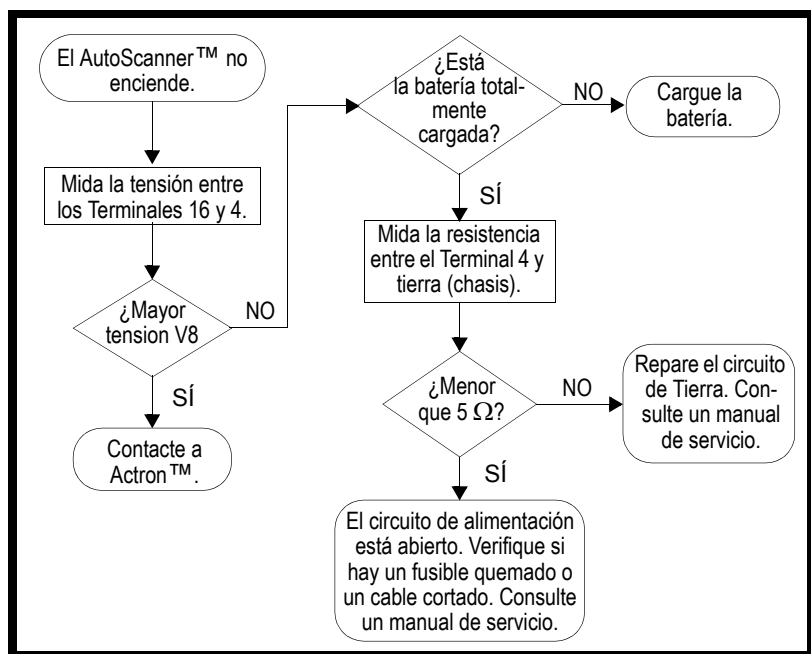 El AutoScanner™ no
enciende.
Mida la tensión entre
los Terminales 16 y 4.
¿Mayor
tension V8
NO
SÍ
Contacte a
Actron™.
¿Está
la batería total-
mente
cargada?
NO
Cargue la
batería.
SÍ
Mida la resistencia
entre el Terminal 4 y
tierra (chasis).
¿Menor
que 5 Ω?
NO
Repare el circuito
de Tierra. Con-
sulte un manual
de servicio.
SÍ
El circuito de alimentación
está abierto. Verifique si
hay un fusible quemado o
un cable cortado. Consulte
un manual de servicio.